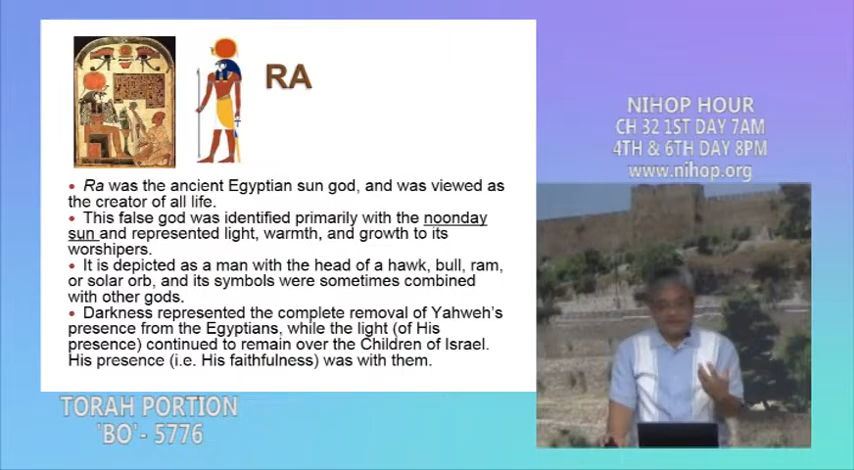 RA
• Ra was the ancient Egyptian sun god, and was viewed as
the creator of all life.
• This false god was identified primarily with the noonday
sun and represented light, warmth, and growth to its
worshipers.
• It is depicted as a man with the head of a hawk, bull, ram,
or solar orb, and its symbols were sometimes combined
with other gods.
• Darkness represented the complete removal of Yahweh's
presence from the Egyptians, while the light (of His
presence) continued to remain over the Children of Israel.
His presence (i.e. His faithfulness) was with them.
NIHOP HOUR
CH 32 1ST DAY 7AM
4TH & 6TH DAY 8PM
www.nihop.org
TORAH PORTION
'BO'- 5776